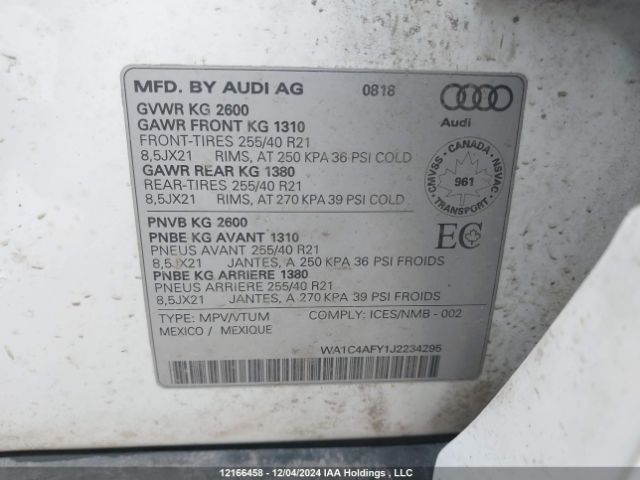 MFD. BY AUDI AG 0818
Audi
GVWR KG 2600
GAWR FRONT KG 1310
FRONT-TIRES 255/40 R21
8,5JX21 RIMS, AT 250 KPA 36 PSI COLD
GAWR REAR KG 1380
REAR-TIRES 255/40 R21
8,5JX21 RIMS, AT 270 KPA 39 PSI COLD
CMVSS - CANADA - NSVAC
961
TRANSPORT
PNVB KG 2600
PNBE KG AVANT 1310
PNEUS AVANT 255/40 R21
8,5JX21 JANTES, A 250 KPA 36 PSI FROIDS
PNBE KG ARRIERE 1380
PNEUS ARRIERE 255/40 R21
8,5JX21 JANTES, A 270 KPA 39 PSI FROIDS
EC
TYPE: MPV/VTUM COMPLY: ICES/NMB - 002
MEXICO / MEXIQUE
WA1C4AFY1J2234295
12166458 - 12/04/2024 IAA Holdings , LLC